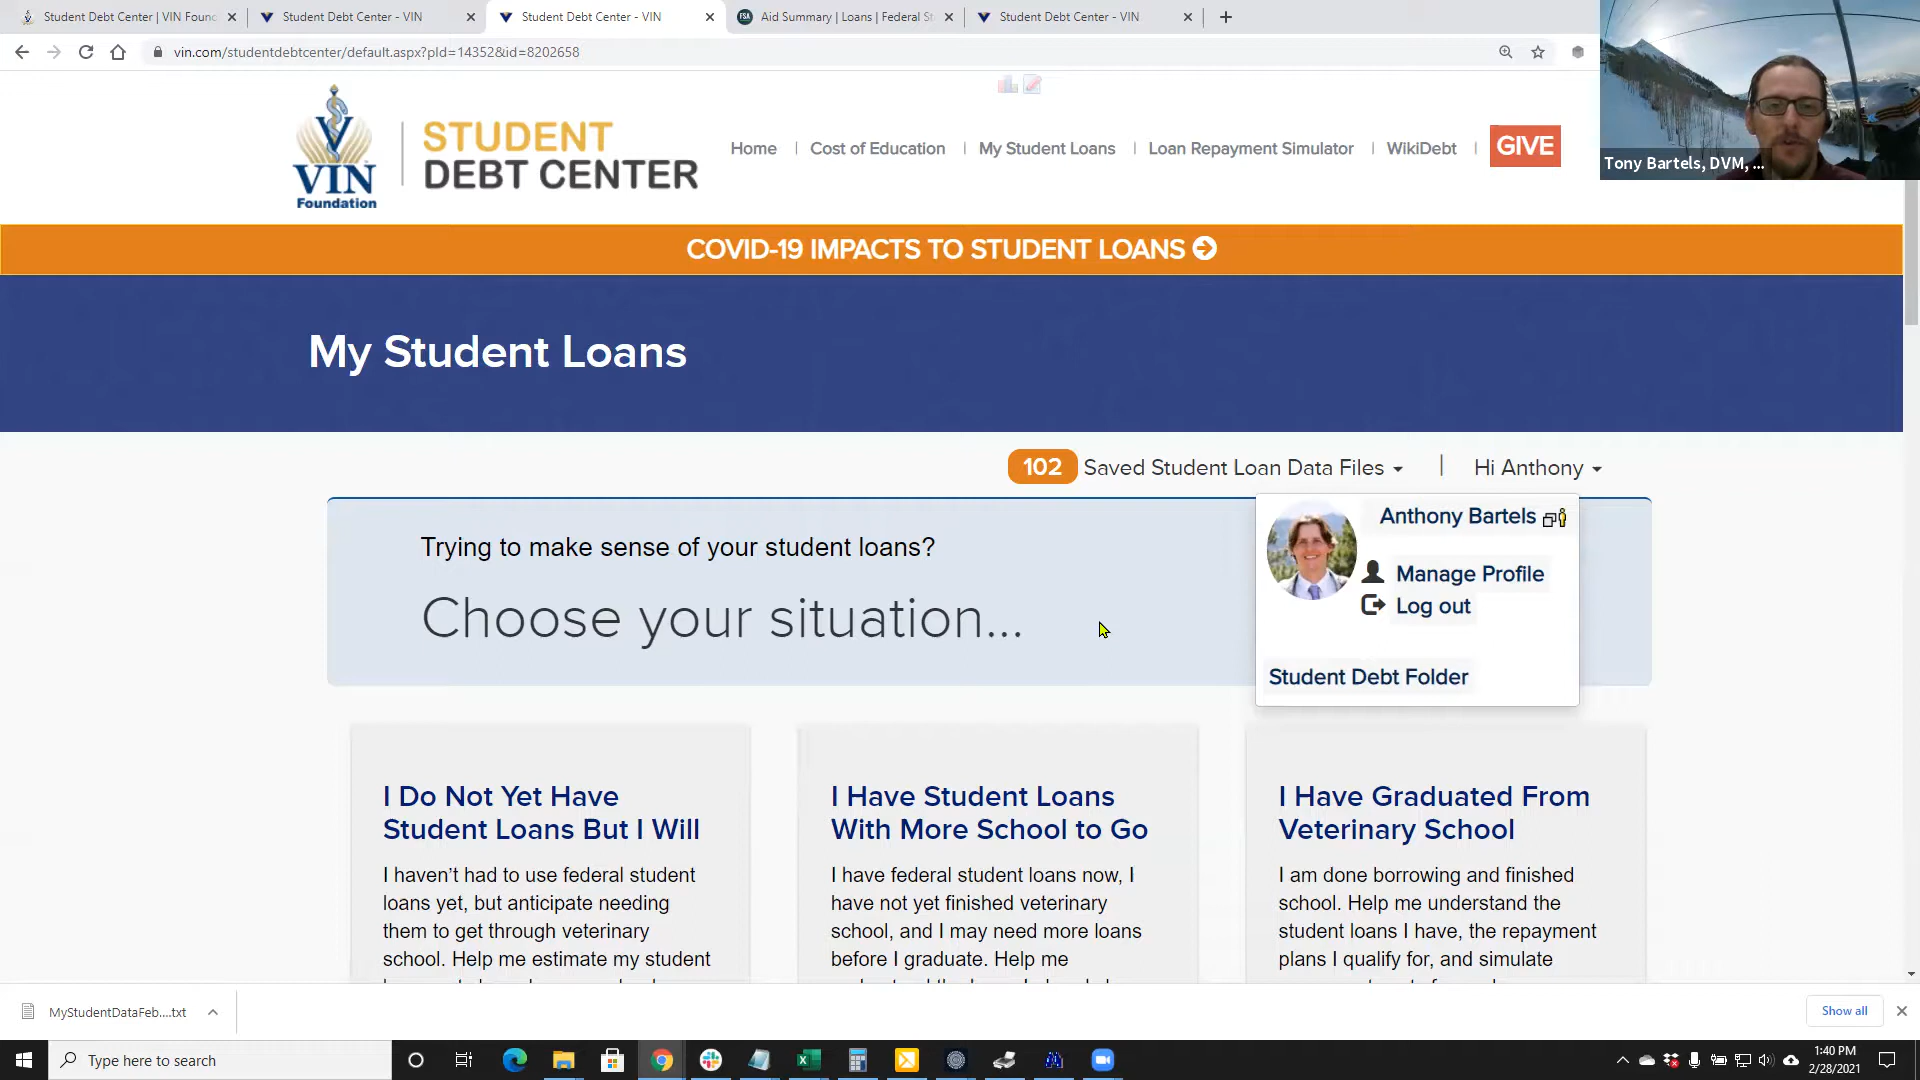 Student Debt Center | VIN Foun
Student Debt Center - VIN
Student Debt Center - VIN
FSA
Aid Summary | Loans | Federal St
Student Debt Center - VIN
vin.com/studentdebtcenter/default.aspx?pId=14352&id=8202658
Tony Bartels, DVM, ...
VIN
Foundation
STUDENT
DEBT CENTER
Home
Cost of Education
My Student Loans
Loan Repayment Simulator
WikiDebt
GIVE
COVID-19 IMPACTS TO STUDENT LOANS
My Student Loans
102 Saved Student Loan Data Files
Hi Anthony
Anthony Bartels
Manage Profile
Log out
Student Debt Folder
Trying to make sense of your student loans?
Choose your situation...
I Do Not Yet Have
Student Loans But I Will
I haven’t had to use federal student
loans yet, but anticipate needing
them to get through veterinary
school. Help me estimate my student
I Have Student Loans
With More School to Go
I have federal student loans now, I
have not yet finished veterinary
school, and I may need more loans
before I graduate. Help me
I Have Graduated From
Veterinary School
I am done borrowing and finished
school. Help me understand the
student loans I have, the repayment
plans I qualify for, and simulate
MyStudentDataFeb....txt
Show all
Type here to search
1:40 PM
2/28/2021